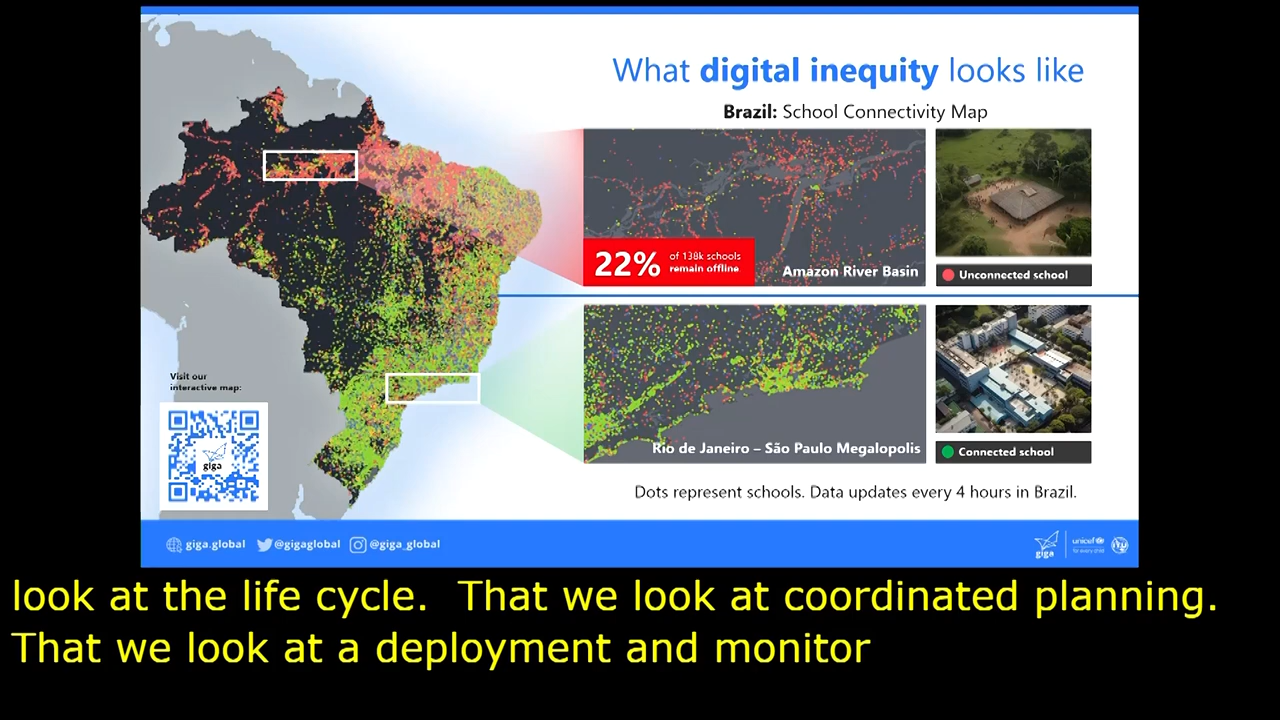 What digital inequity looks like
Brazil: School Connectivity Map
22%
of 138k schools
remain offline
Amazon River Basin
Unconnected school
Rio de Janeiro – São Paulo Megalopolis
Connected school
Visit our
interactive map:
giga
Dots represent schools. Data updates every 4 hours in Brazil.
giga.global
@gigaglobal
@giga_global
giga
unicef
for every child
ITU
look at the life cycle.  That we look at coordinated planning.
That we look at a deployment and monitor